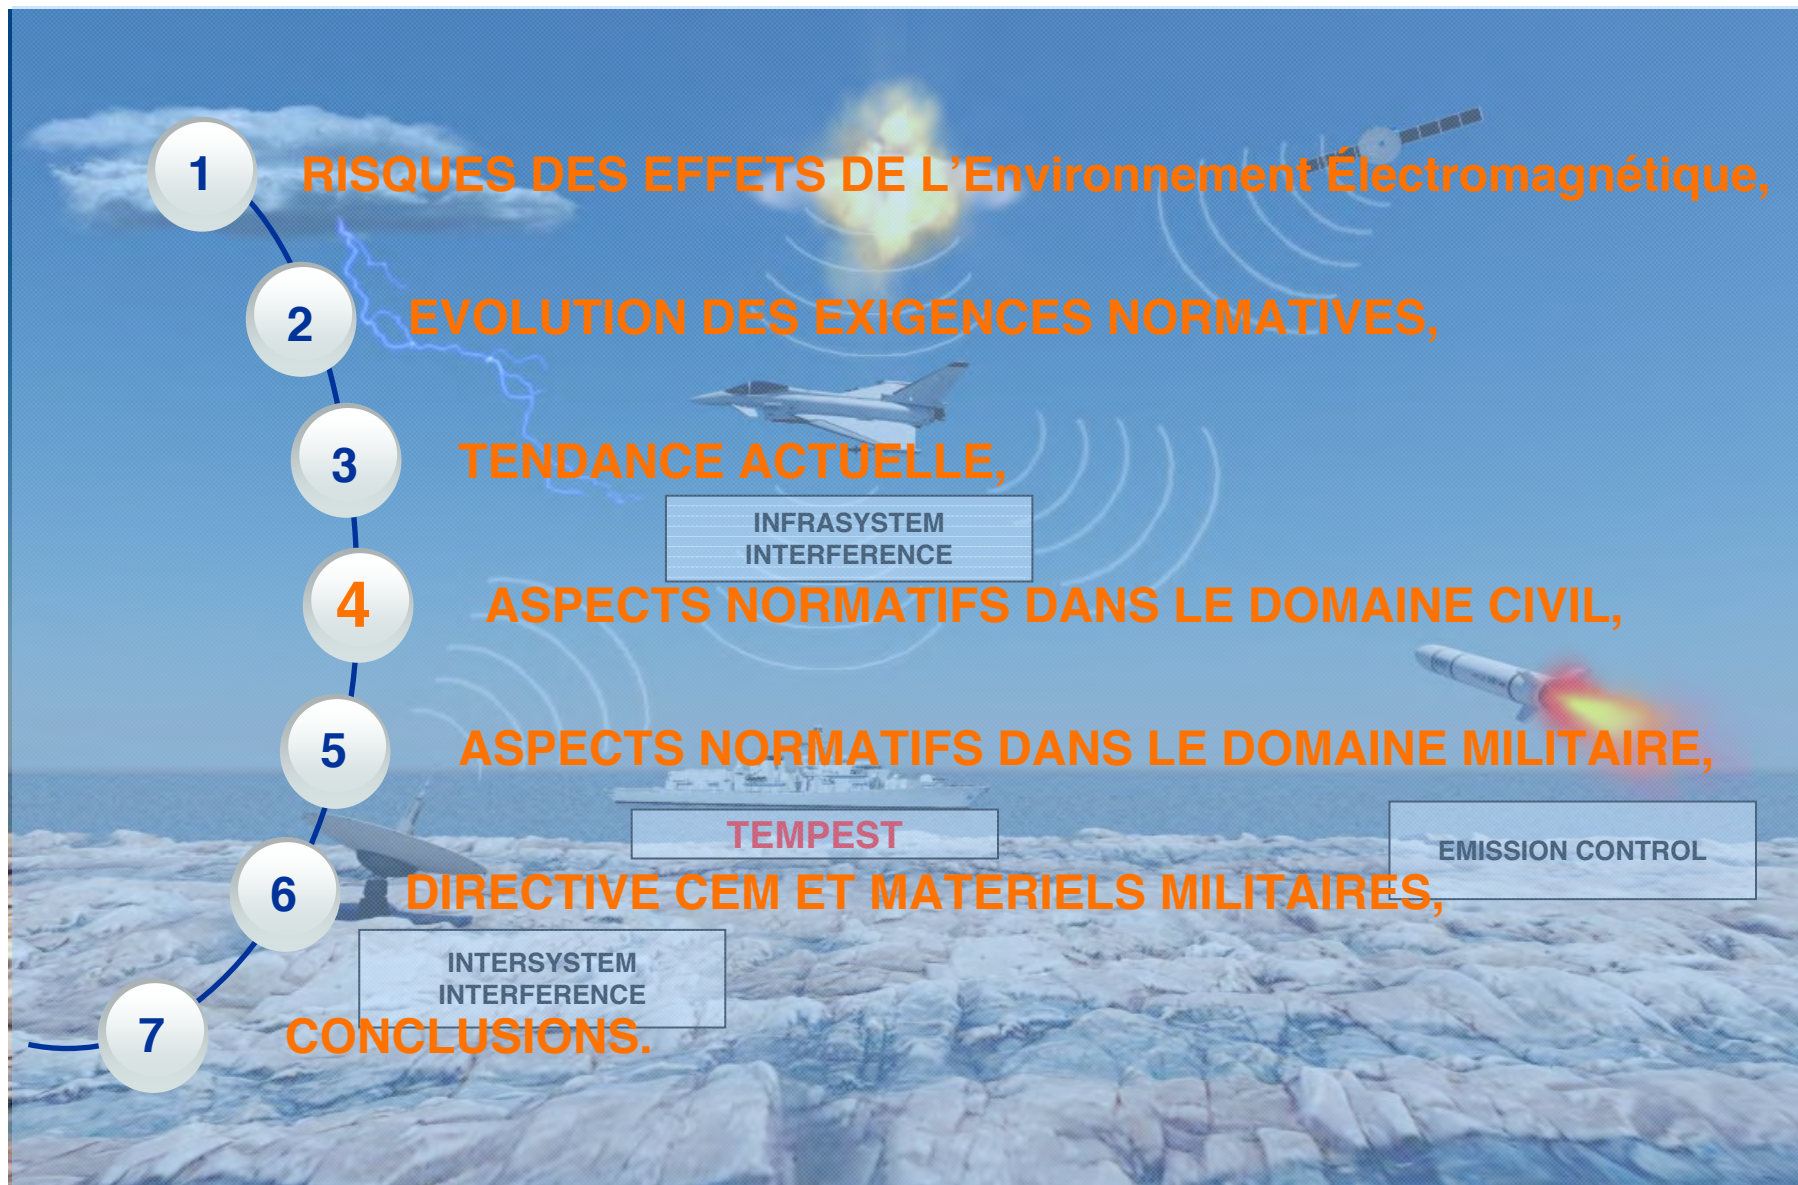 1
RISQUES DES EFFETS DE L’Environnement Électromagnétique,
2
EVOLUTION DES EXIGENCES NORMATIVES,
3
TENDANCE ACTUELLE,
INFRASYSTEM
INTERFERENCE
4
ASPECTS NORMATIFS DANS LE DOMAINE CIVIL,
5
ASPECTS NORMATIFS DANS LE DOMAINE MILITAIRE,
TEMPEST
EMISSION CONTROL
6
DIRECTIVE CEM ET MATERIELS MILITAIRES,
INTERSYSTEM
INTERFERENCE
7
CONCLUSIONS.